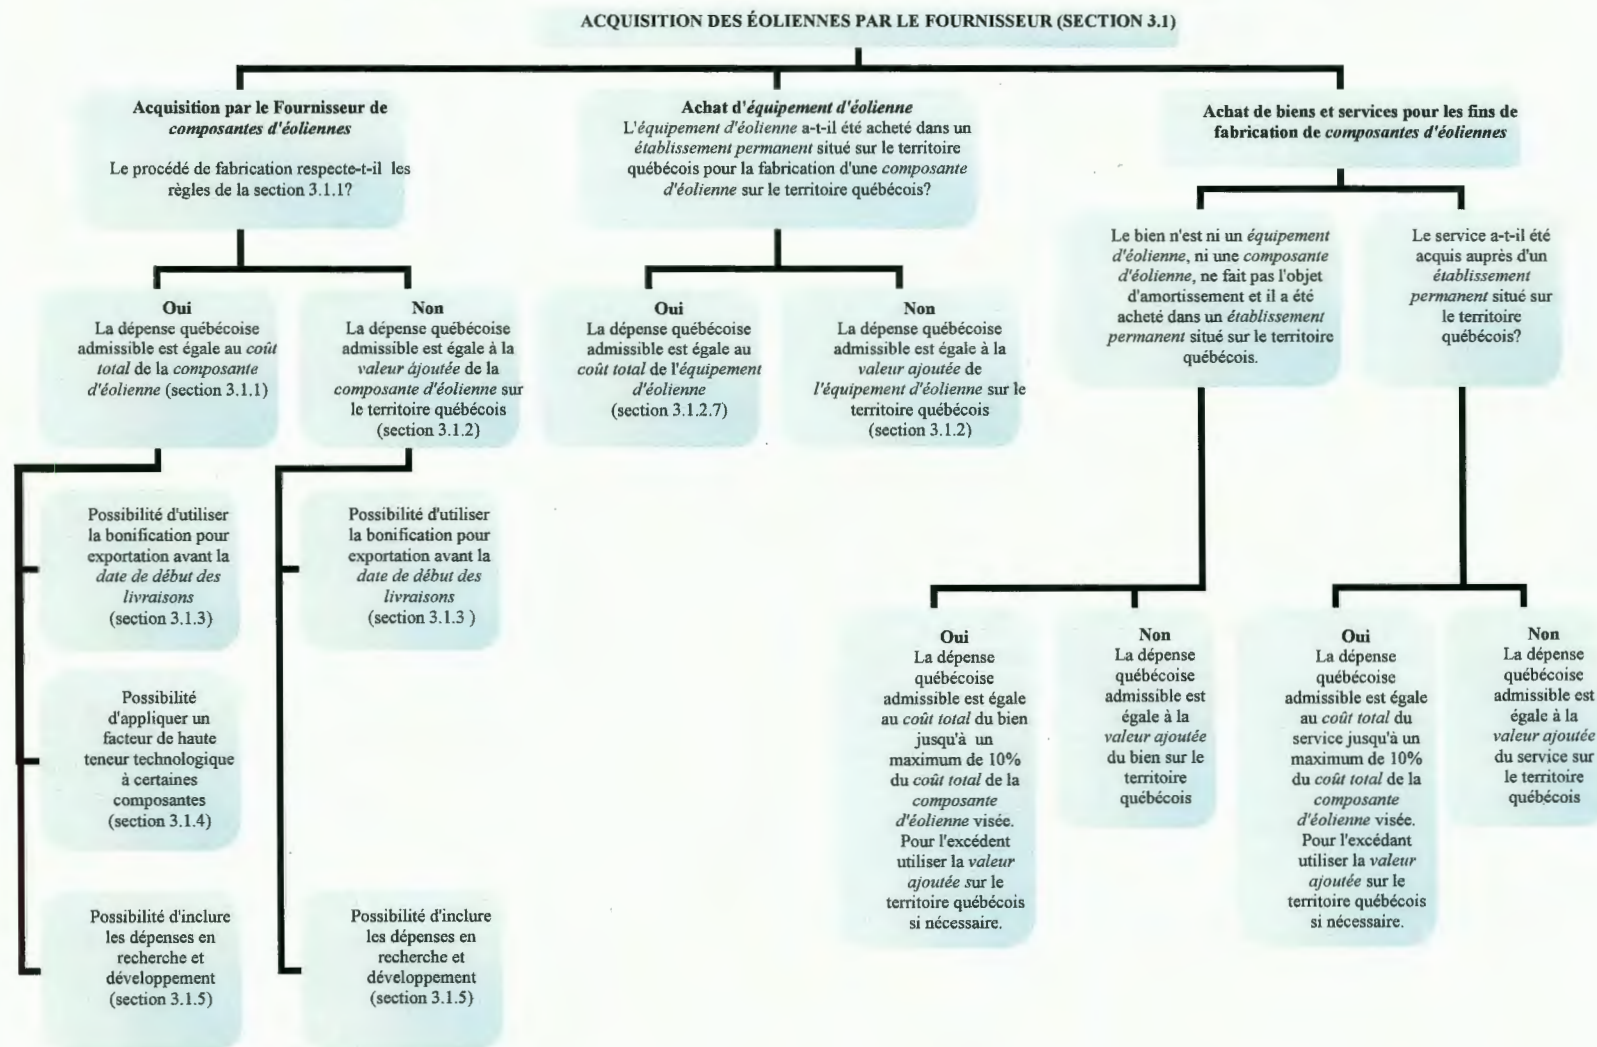 ACQUISITION DES ÉOLIENNES PAR LE FOURNISSEUR (SECTION 3.1)
Acquisition par le Fournisseur de
composantes d'éoliennes
Le procédé de fabrication respecte-t-il les
règles de la section 3.1.1?
Achat d'équipement d'éolienne
L'équipement d'éolienne a-t-il été acheté dans un
établissement permanent situé sur le territoire
québécois pour la fabrication d'une composante
d'éolienne sur le territoire québécois?
Achat de biens et services pour les fins de
fabrication de composantes d'éoliennes
Le bien n'est ni un équipement
d'éolienne, ni une composante
d'éolienne, ne fait pas l'objet
d'amortissement et il a été
acheté dans un établissement
permanent situé sur le territoire
québécois.
Le service a-t-il été
acquis auprès d'un
établissement
permanent situé sur
le territoire
québécois?
Oui
La dépense québécoise
admissible est égale au coût
total de la composante
d'éolienne (section 3.1.1)
Non
La dépense québécoise
admissible est égale à la
valeur ajoutée de la
composante d'éolienne sur
le territoire québécois
(section 3.1.2)
Oui
La dépense québécoise
admissible est égale au
coût total de l'équipement
d'éolienne
(section 3.1.2.7)
Non
La dépense québécoise
admissible est égale à la
valeur ajoutée de
l'équipement d'éolienne sur le
territoire québécois
(section 3.1.2)
Possibilité d'utiliser
la bonification pour
exportation avant la
date de début des
livraisons
(section 3.1.3)
Possibilité d'utiliser
la bonification pour
exportation avant la
date de début des
livraisons
(section 3.1.3 )
Possibilité
d'appliquer un
facteur de haute
teneur technologique
à certaines
composantes
(section 3.1.4)
Possibilité d'inclure
les dépenses en
recherche et
développement
(section 3.1.5)
Possibilité d'inclure
les dépenses en
recherche et
développement
(section 3.1.5)
Oui
La dépense
québécoise
admissible est égale
au coût total du bien
jusqu'à un
maximum de 10%
du coût total de la
composante
d'éolienne visée.
Pour l'excédent
utiliser la valeur
ajoutée sur le
territoire québécois
si nécessaire.
Non
La dépense
québécoise
admissible est
égale à la
valeur ajoutée
du bien sur le
territoire
québécois
Oui
La dépense
québécoise
admissible est égale
au coût total du
service jusqu'à un
maximum de 10%
du coût total de la
composante
d'éolienne visée.
Pour l'excédant
utiliser la valeur
ajoutée sur le
territoire québécois
si nécessaire.
Non
La dépense
québécoise
admissible est
égale à la
valeur ajoutée
du service sur
le territoire
québécois